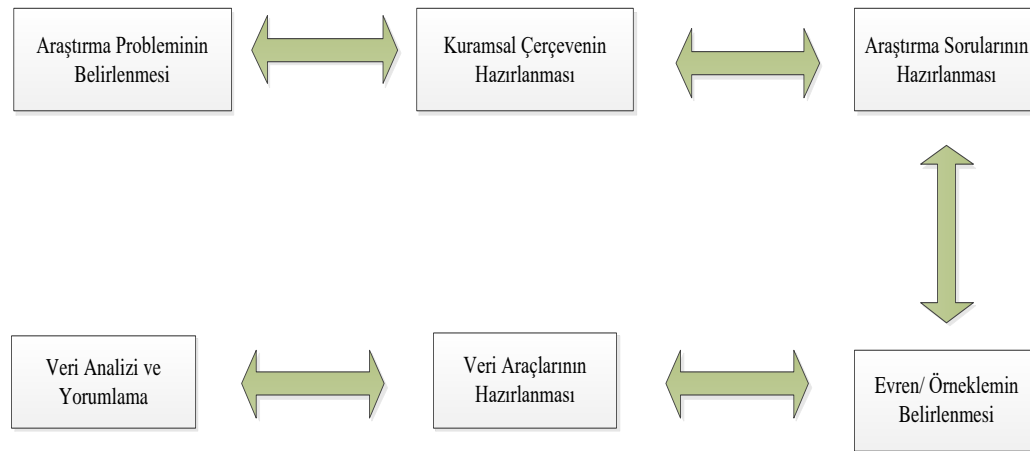 Araştırma Probleminin
Belirlenmesi
Kuramsal Çerçevenin
Hazırlanması
Araştırma Sorularının
Hazırlanması
Veri Analizi ve
Yorumlama
Veri Araçlarının
Hazırlanması
Evren/ Örneklemin
Belirlenmesi